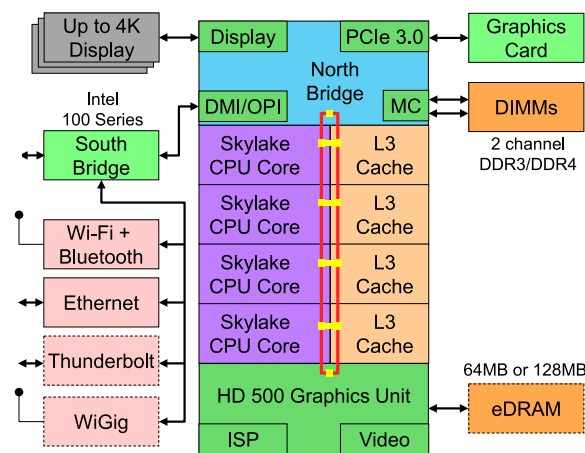 Up to 4K
Display
Display
PCIe 3.0
Graphics
Card
North
Bridge
Intel
100 Series
DMI/OPI
MC
DIMMs
2 channel
DDR3/DDR4
South
Bridge
Skylake
CPU Core
L3
Cache
Skylake
CPU Core
L3
Cache
Wi-Fi +
Bluetooth
Skylake
CPU Core
L3
Cache
Ethernet
Skylake
CPU Core
L3
Cache
Thunderbolt
64MB or 128MB
HD 500 Graphics Unit
eDRAM
WiGig
ISP
Video